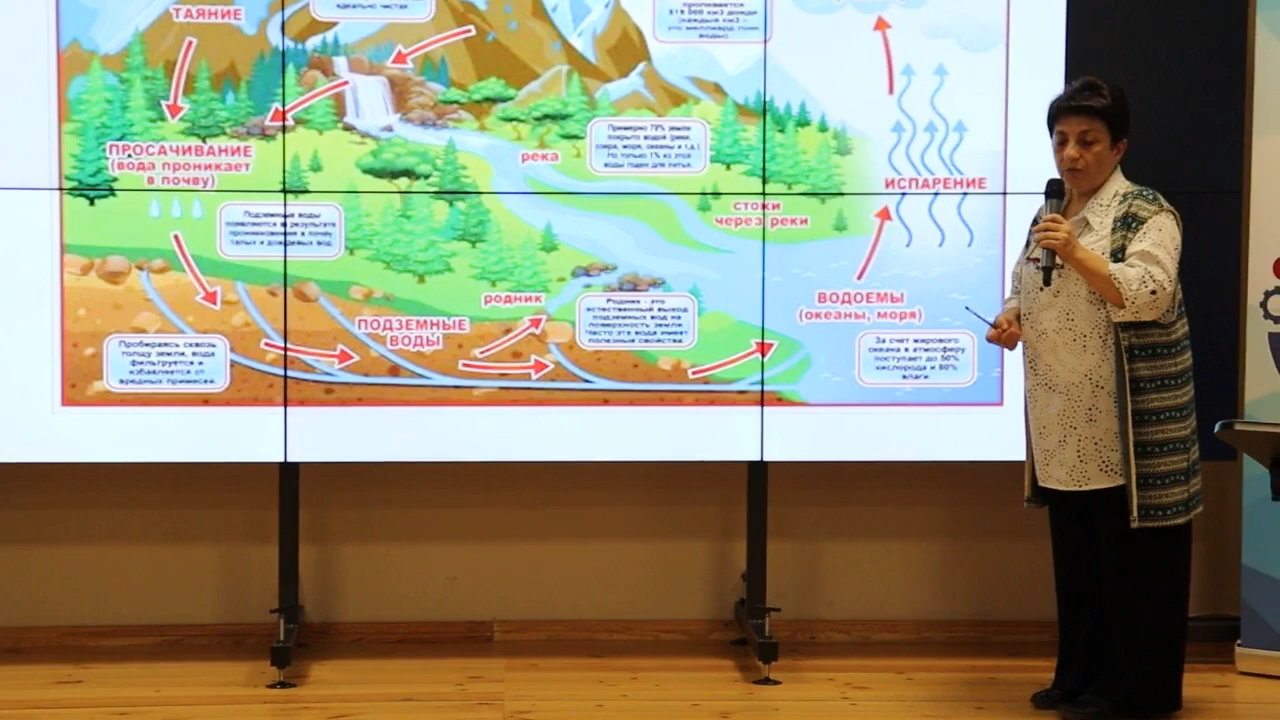 ТАЯНИЕ
идеально чистая.
519 000 км3 дождя
(каждый км3 –
это миллиард тонн
воды)
Примерно 70% земли
покрыто водой (реки,
озера, моря, океаны и т.д.)
Но только 1% из этой
воды годен для питья.
река
ПРОСАЧИВАНИЕ
(вода проникает
в почву)
ИСПАРЕНИЕ
стоки
через реки
Подземные воды
появляются в результате
проникновения в почву
талых и дождевых вод
родник
ВОДОЕМЫ
(океаны, моря)
Родник - это
естественный выход
подземных вод на
поверхность земли.
Часто эта вода имеет
полезные свойства.
ПОДЗЕМНЫЕ
ВОДЫ
Пробираясь сквозь
толщу земли, вода
фильтруется и
избавляется от
вредных примесей.
За счет мирового
океана в атмосферу
поступает до 50%
кислорода и 80%
влаги